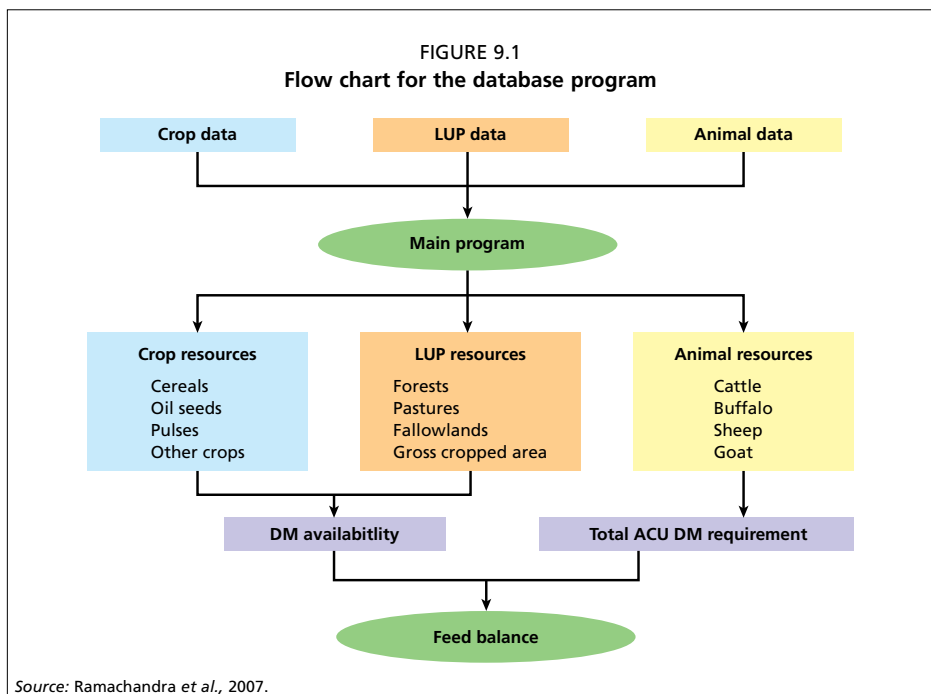 FIGURE 9.1
Flow chart for the database program
Crop data
LUP data
Animal data
Main program
Crop resources
Cereals
Oil seeds
Pulses
Other crops
LUP resources
Forests
Pastures
Fallowlands
Gross cropped area
Animal resources
Cattle
Buffalo
Sheep
Goat
DM availabitlity
Total ACU DM requirement
Feed balance
Source: Ramachandra et al., 2007.